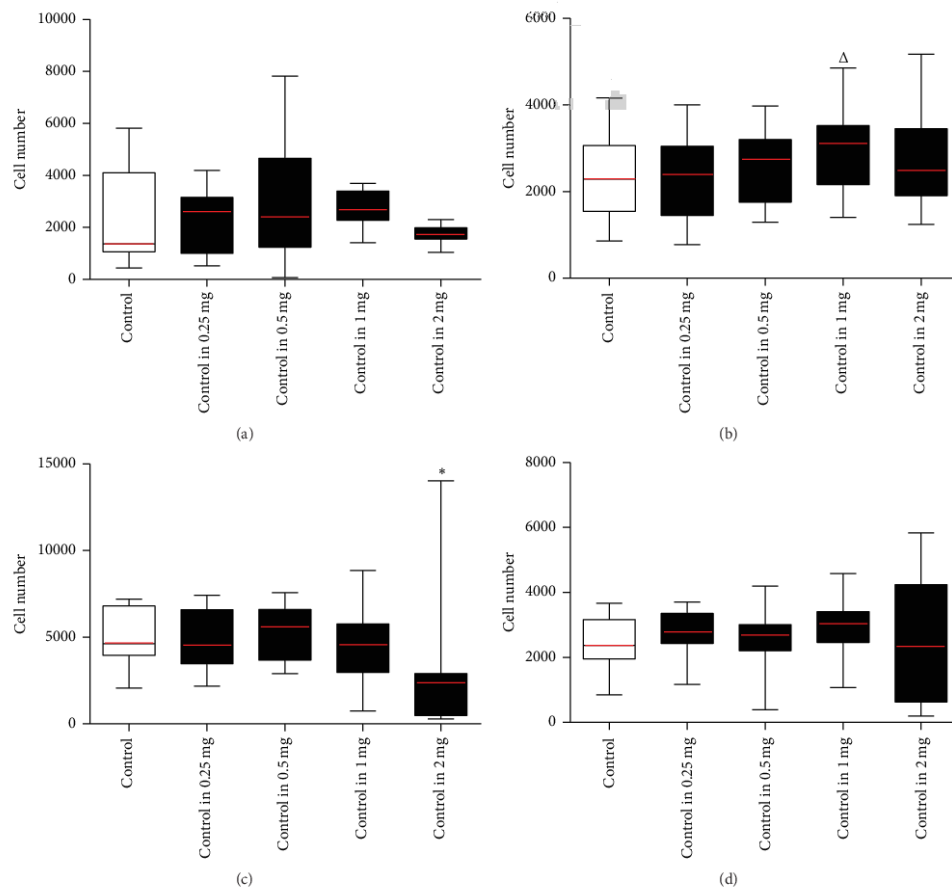 10000
8000
6000
4000
2000
0
Cell number
Control
Control in 0.25 mg
Control in 0.5 mg
Control in 1 mg
Control in 2 mg
(a)
6000
4000
2000
0
Cell number
Δ
Control
Control in 0.25 mg
Control in 0.5 mg
Control in 1 mg
Control in 2 mg
(b)
15000
10000
5000
0
Cell number
*
Control
Control in 0.25 mg
Control in 0.5 mg
Control in 1 mg
Control in 2 mg
(c)
8000
6000
4000
2000
0
Cell number
Control
Control in 0.25 mg
Control in 0.5 mg
Control in 1 mg
Control in 2 mg
(d)